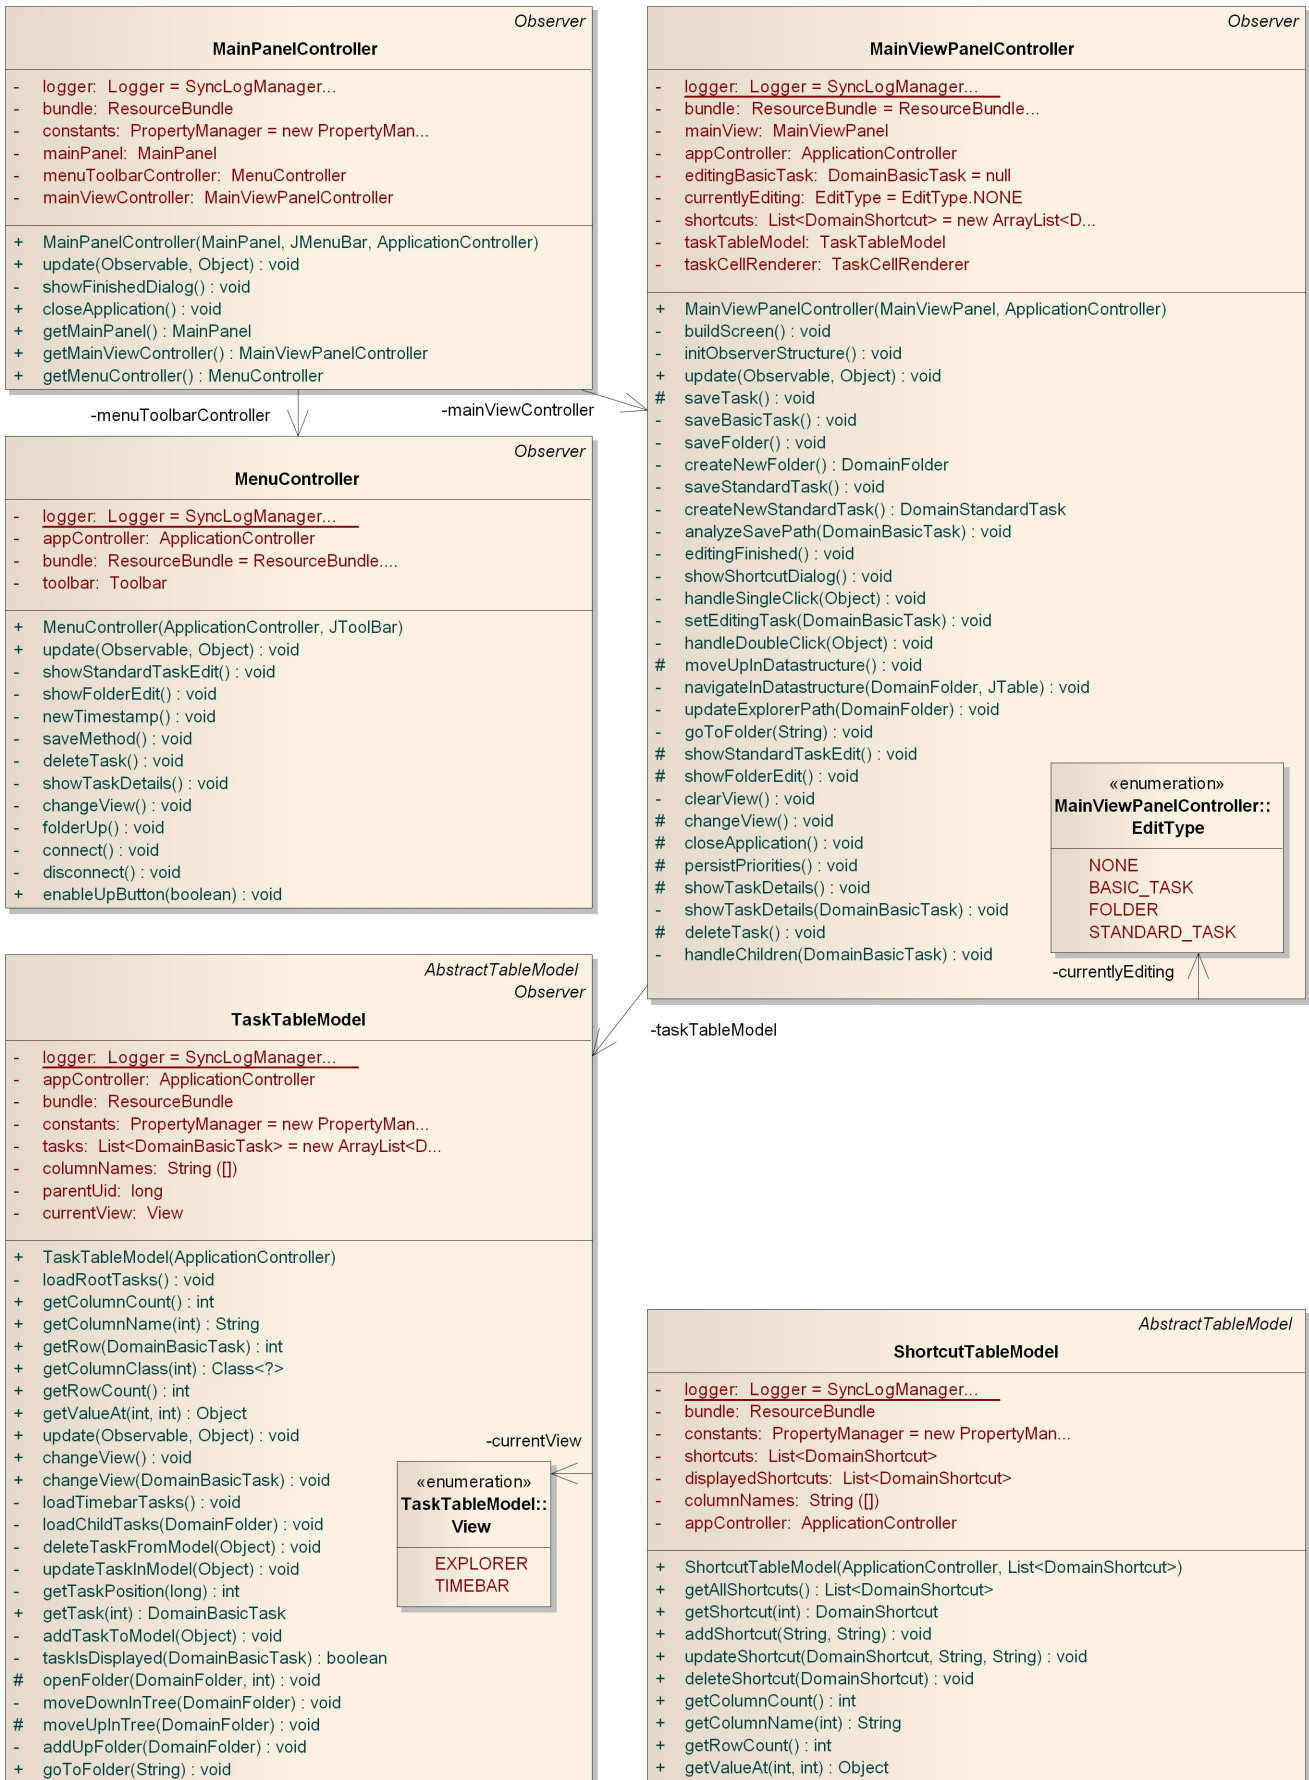 Observer
MainPanelController
- logger: Logger = SyncLogManager...
- bundle: ResourceBundle
- constants: PropertyManager = new PropertyMan...
- mainPanel: MainPanel
- menuToolbarController: MenuController
- mainViewController: MainViewPanelController
+ MainPanelController(MainPanel, JMenuBar, ApplicationController)
+ update(Observable, Object) : void
- showFinishedDialog() : void
+ closeApplication() : void
+ getMainPanel() : MainPanel
+ getMainViewController() : MainViewPanelController
+ getMenuController() : MenuController
-menuToolbarController
-mainViewController
Observer
MenuController
- logger: Logger = SyncLogManager...
- appController: ApplicationController
- bundle: ResourceBundle = ResourceBundle....
- toolbar: Toolbar
+ MenuController(ApplicationController, JToolBar)
+ update(Observable, Object) : void
- showStandardTaskEdit() : void
- showFolderEdit() : void
- newTimestamp() : void
- saveMethod() : void
- deleteTask() : void
- showTaskDetails() : void
- changeView() : void
- folderUp() : void
- connect() : void
- disconnect() : void
+ enableUpButton(boolean) : void
Observer
MainViewPanelController
- logger: Logger = SyncLogManager...
- bundle: ResourceBundle = ResourceBundle...
- mainView: MainViewPanel
- appController: ApplicationController
- editingBasicTask: DomainBasicTask = null
- currentlyEditing: EditType = EditType.NONE
- shortcuts: List<DomainShortcut> = new ArrayList<D...
- taskTableModel: TaskTableModel
- taskCellRenderer: TaskCellRenderer
+ MainViewPanelController(MainViewPanel, ApplicationController)
- buildScreen() : void
- initObserverStructure() : void
+ update(Observable, Object) : void
# saveTask() : void
- saveBasicTask() : void
- saveFolder() : void
- createNewFolder() : DomainFolder
- saveStandardTask() : void
- createNewStandardTask() : DomainStandardTask
- analyzeSavePath(DomainBasicTask) : void
- editingFinished() : void
- showShortcutDialog() : void
- handleSingleClick(Object) : void
- setEditingTask(DomainBasicTask) : void
- handleDoubleClick(Object) : void
# moveUpInDatastructure() : void
- navigateInDatastructure(DomainFolder, JTable) : void
- updateExplorerPath(DomainFolder) : void
- goToFolder(String) : void
# showStandardTaskEdit() : void
# showFolderEdit() : void
- clearView() : void
# changeView() : void
# closeApplication() : void
# persistPriorities() : void
# showTaskDetails() : void
- showTaskDetails(DomainBasicTask) : void
# deleteTask() : void
- handleChildren(DomainBasicTask) : void
«enumeration»
MainViewPanelController::
EditType
NONE
BASIC_TASK
FOLDER
STANDARD_TASK
-currentlyEditing
-taskTableModel
AbstractTableModel
Observer
TaskTableModel
- logger: Logger = SyncLogManager...
- appController: ApplicationController
- bundle: ResourceBundle
- constants: PropertyManager = new PropertyMan...
- tasks: List<DomainBasicTask> = new ArrayList<D...
- columnNames: String ([])
- parentUid: long
- currentView: View
+ TaskTableModel(ApplicationController)
- loadRootTasks() : void
+ getColumnCount() : int
+ getColumnName(int) : String
+ getRow(DomainBasicTask) : int
+ getColumnClass(int) : Class<?>
+ getRowCount() : int
+ getValueAt(int, int) : Object
+ update(Observable, Object) : void
+ changeView() : void
+ changeView(DomainBasicTask) : void
- loadTimebarTasks() : void
- loadChildTasks(DomainFolder) : void
- deleteTaskFromModel(Object) : void
- updateTaskInModel(Object) : void
- getTaskPosition(long) : int
+ getTask(int) : DomainBasicTask
- addTaskToModel(Object) : void
- taskIsDisplayed(DomainBasicTask) : boolean
# openFolder(DomainFolder, int) : void
- moveDownInTree(DomainFolder) : void
# moveUpInTree(DomainFolder) : void
- addUpFolder(DomainFolder) : void
+ goToFolder(String) : void
-currentView
«enumeration»
TaskTableModel::
View
EXPLORER
TIMEBAR
AbstractTableModel
ShortcutTableModel
- logger: Logger = SyncLogManager...
- bundle: ResourceBundle
- constants: PropertyManager = new PropertyMan...
- shortcuts: List<DomainShortcut>
- displayedShortcuts: List<DomainShortcut>
- columnNames: String ([])
- appController: ApplicationController
+ ShortcutTableModel(ApplicationController, List<DomainShortcut>)
+ getAllShortcuts() : List<DomainShortcut>
+ getShortcut(int) : DomainShortcut
+ addShortcut(String, String) : void
+ updateShortcut(DomainShortcut, String, String) : void
+ deleteShortcut(DomainShortcut) : void
+ getColumnCount() : int
+ getColumnName(int) : String
+ getRowCount() : int
+ getValueAt(int, int) : Object